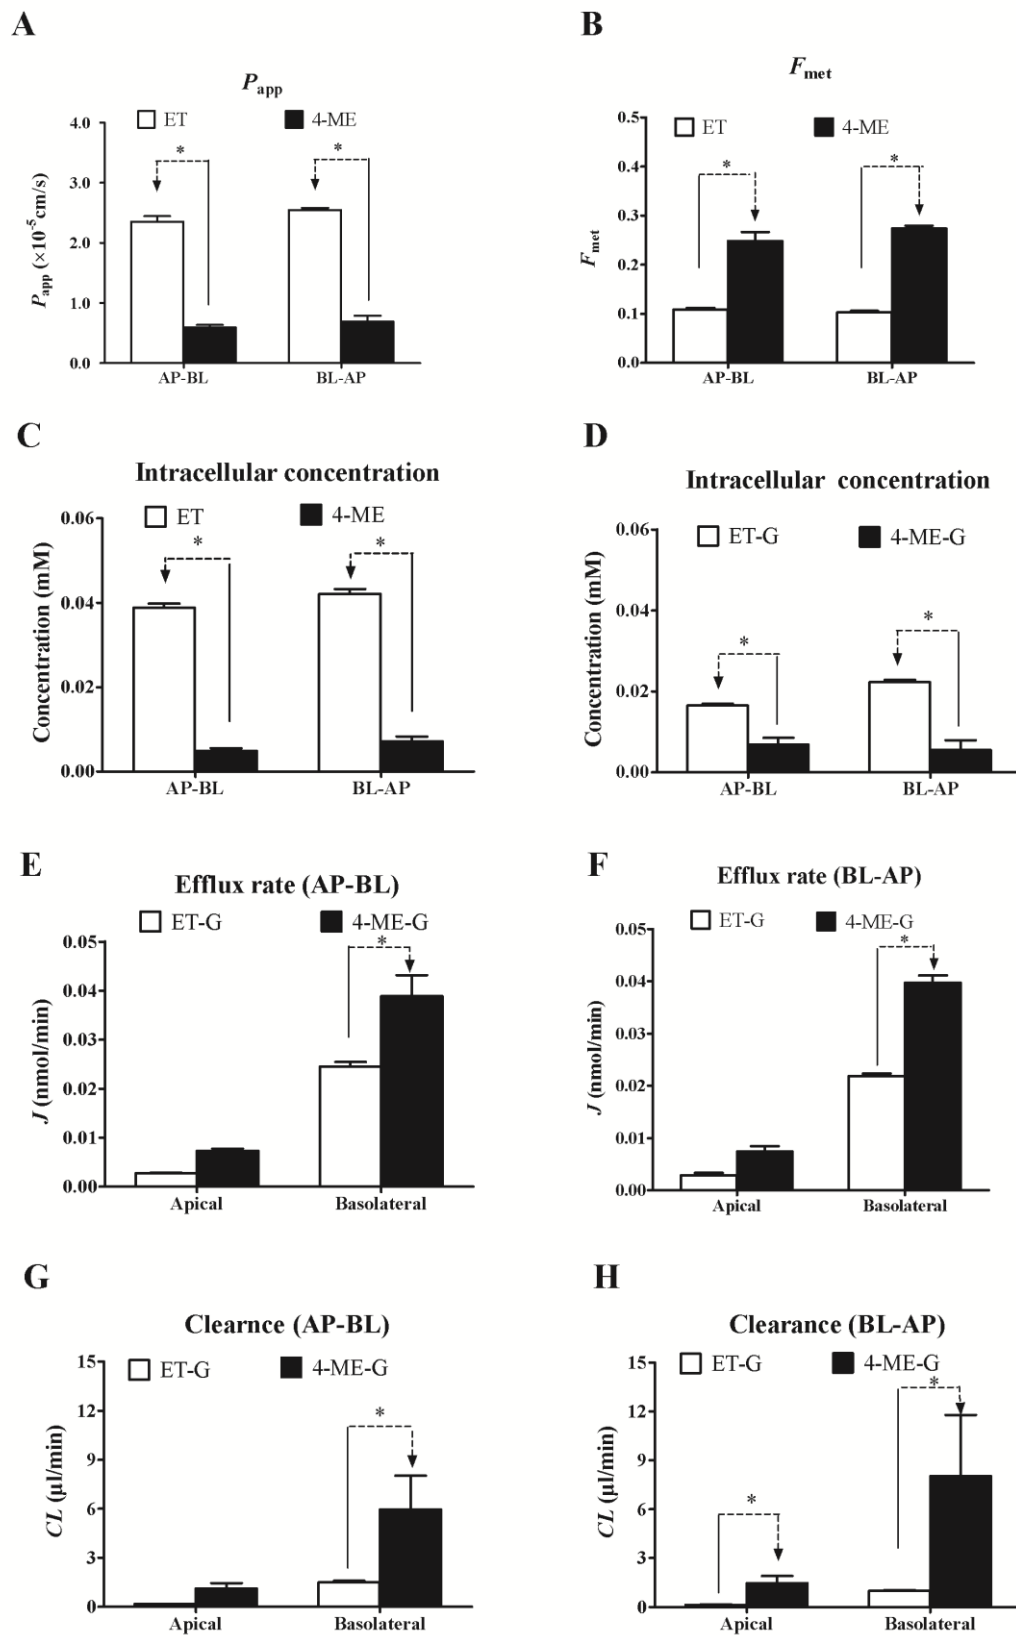 A
P_app
ET
4-ME
*
*
4.0
3.0
2.0
1.0
0.0
P_app (×10⁻⁵cm/s)
AP-BL
BL-AP
B
F_met
ET
4-ME
*
*
0.5
0.4
0.3
0.2
0.1
0.0
F_met
AP-BL
BL-AP
C
Intracellular concentration
ET
4-ME
*
*
0.06
0.04
0.02
0.00
Concentration (mM)
AP-BL
BL-AP
D
Intracellular concentration
ET-G
4-ME-G
*
*
0.06
0.04
0.02
0.00
Concentration (mM)
AP-BL
BL-AP
E
Efflux rate (AP-BL)
ET-G
4-ME-G
*
0.05
0.04
0.03
0.02
0.01
0.00
J (nmol/min)
Apical
Basolateral
F
Efflux rate (BL-AP)
ET-G
4-ME-G
*
0.05
0.04
0.03
0.02
0.01
0.00
J (nmol/min)
Apical
Basolateral
G
Clearnce (AP-BL)
ET-G
4-ME-G
*
15
12
9
6
3
0
CL (µl/min)
Apical
Basolateral
H
Clearance (BL-AP)
ET-G
4-ME-G
*
*
15
12
9
6
3
0
CL (µl/min)
Apical
Basolateral